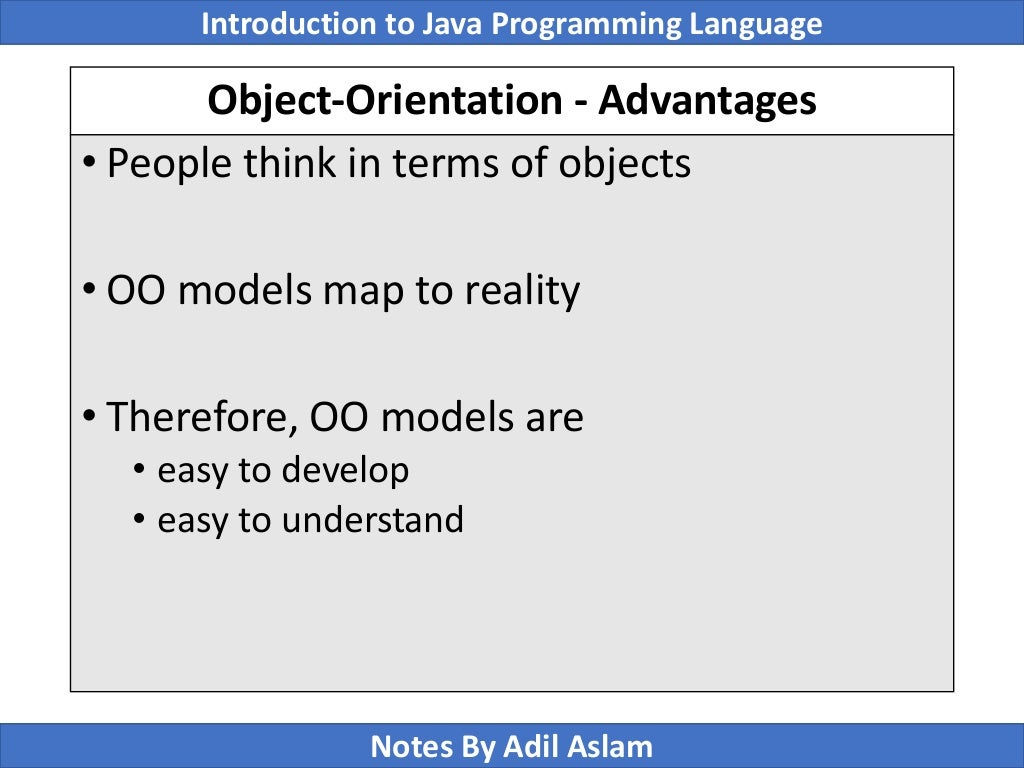 Introduction to Java Programming Language
Object-Orientation - Advantages
• People think in terms of objects
• OO models map to reality
• Therefore, OO models are
• easy to develop
• easy to understand
Notes By Adil Aslam